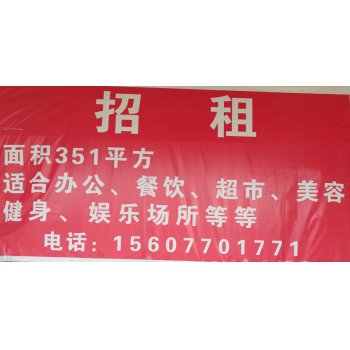 招租
面积351平方
适合办公、餐饮、超市、美容
健身、娱乐场所等等
电话：15607701771